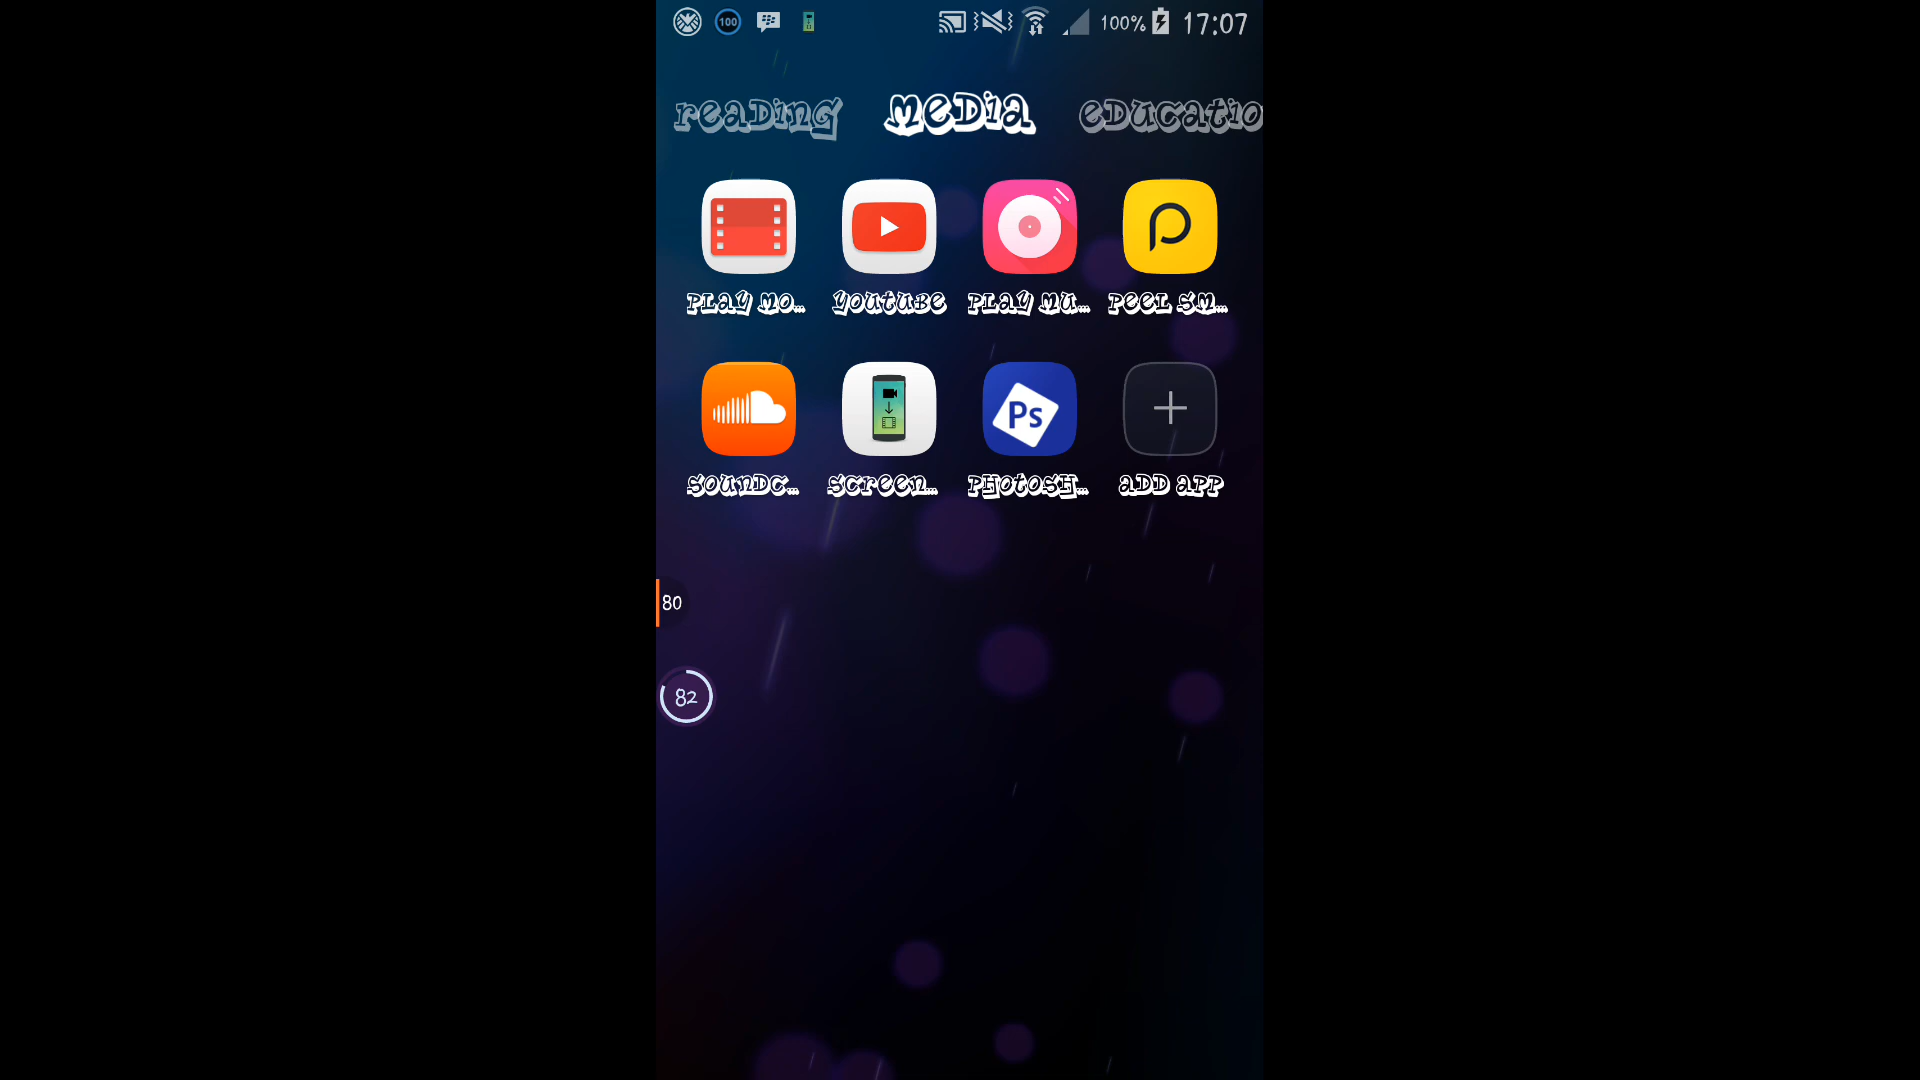 100 100% 17:07
reading media educatio
play mo... youtube play mu... peel sm...
Ps
soundc... screen... photosh... add app
80
82